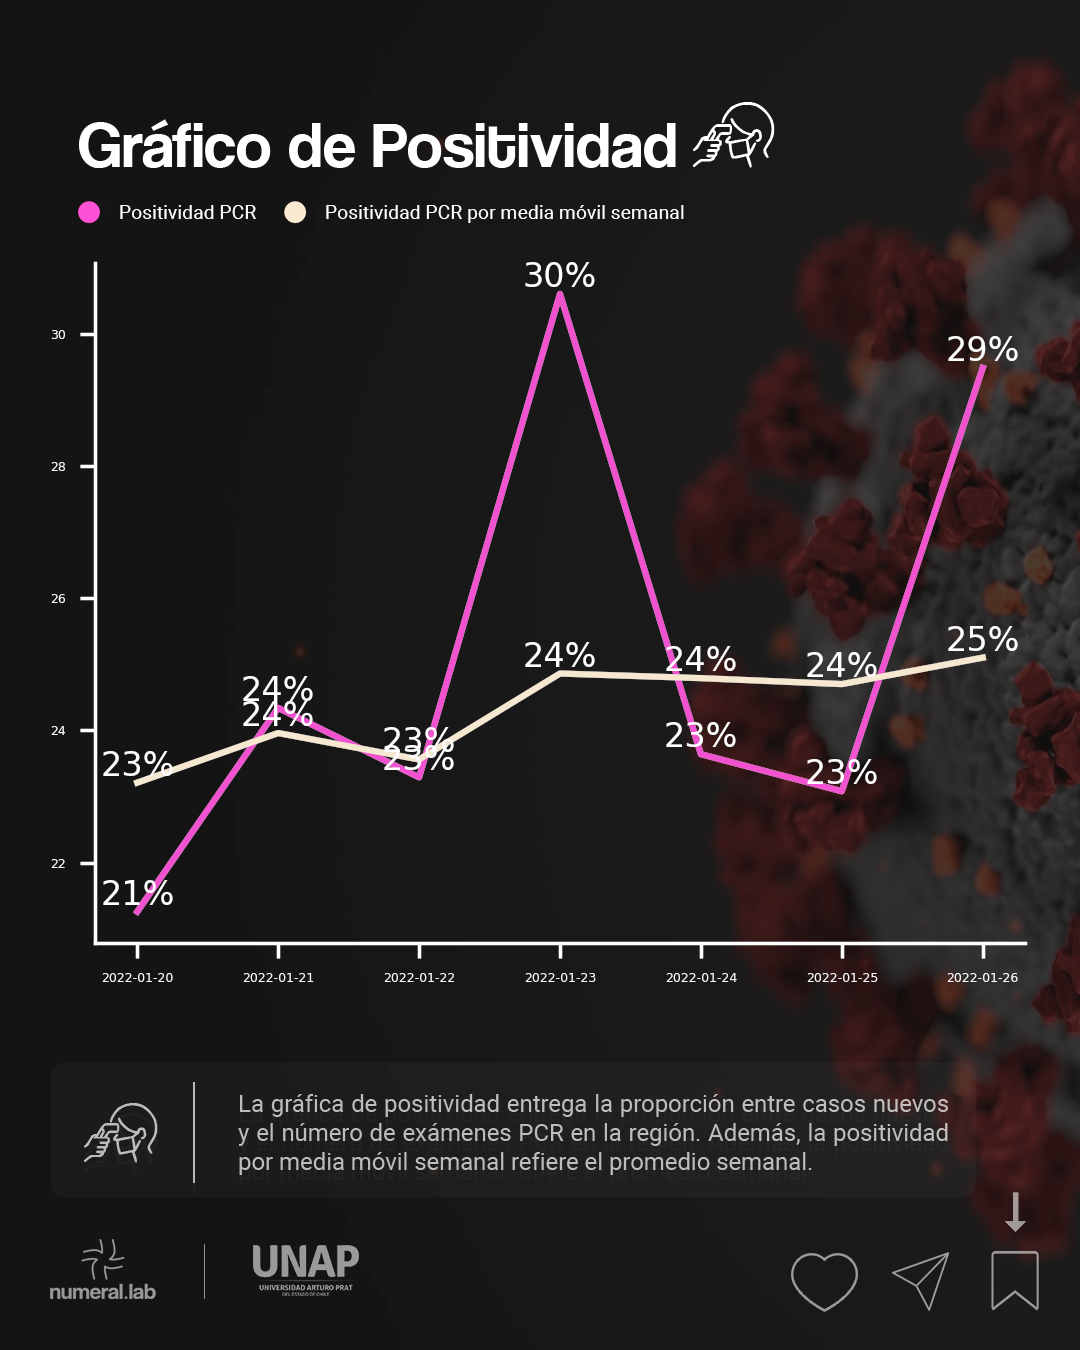 Gráfico de Positividad
Positividad PCR
Positividad PCR por media móvil semanal
30%
29%
30
28
26
25%
24%
24%
24%
24%
24%
24
23%
23%
23%
23%
23%
22
21%
2022-01-20
2022-01-21
2022-01-22
2022-01-23
2022-01-24
2022-01-25
2022-01-26
La gráfica de positividad entrega la proporción entre casos nuevos
y el número de exámenes PCR en la región. Además, la positividad
por media móvil semanal refiere el promedio semanal.
numeral.lab
UNAP
UNIVERSIDAD ARTURO PRAT
DEL ESTADO DE CHILE